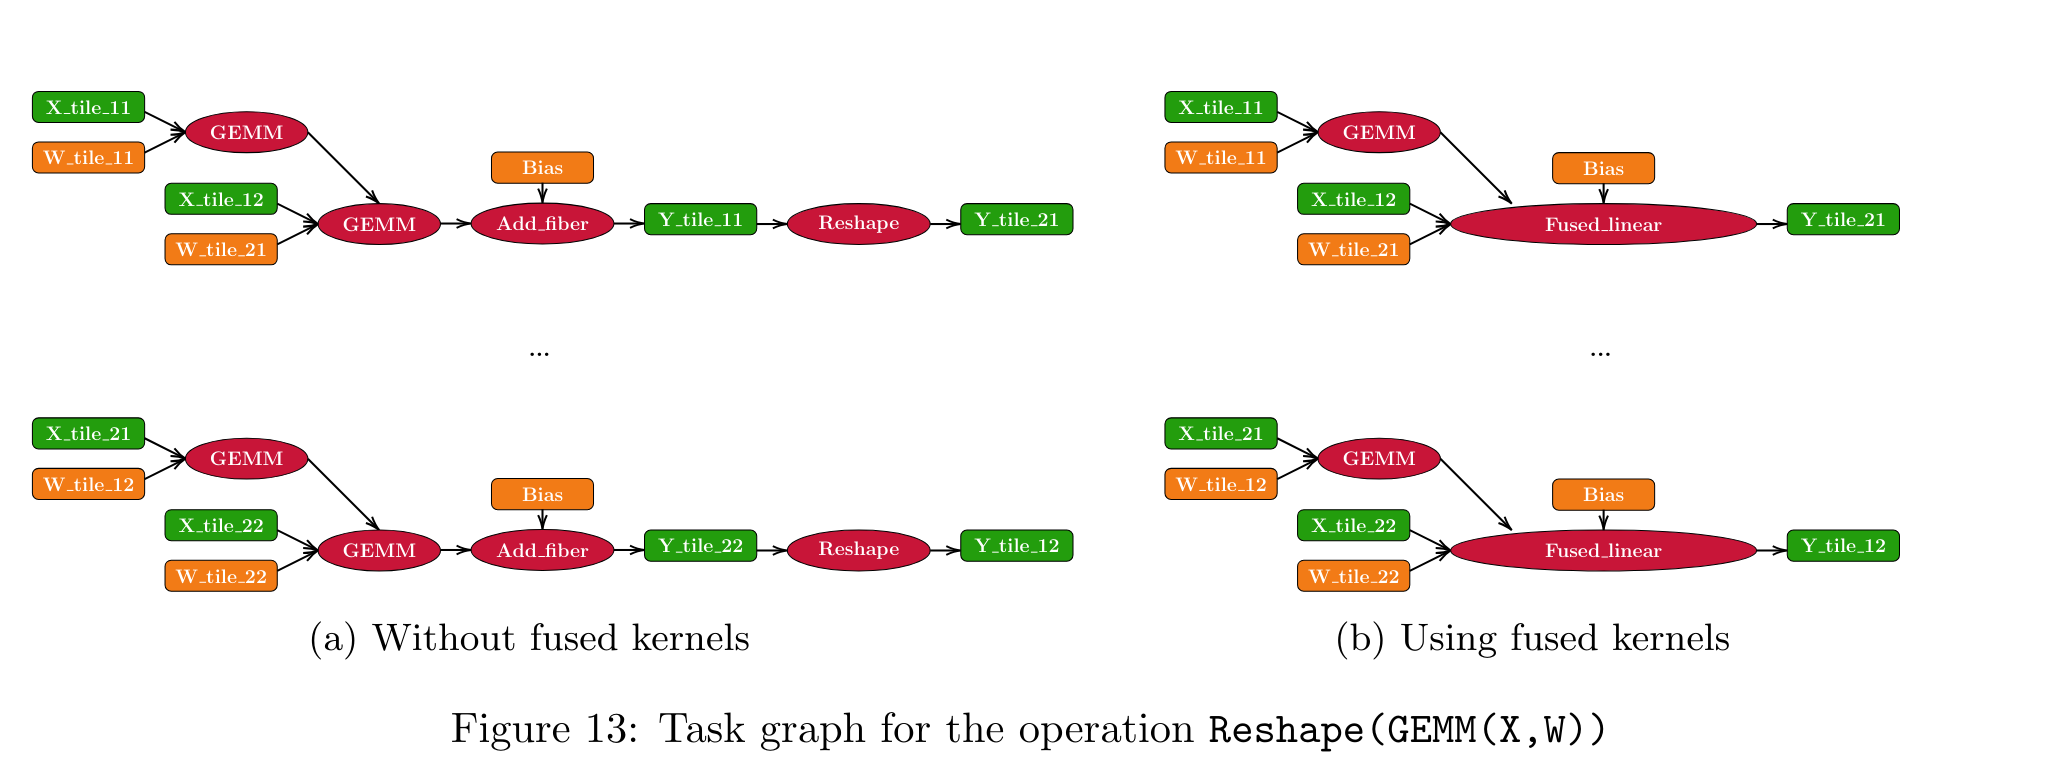 X_tile_11
W_tile_11
GEMM
X_tile_12
W_tile_21
GEMM
Bias
Add_fiber
Y_tile_11
Reshape
Y_tile_21
...
X_tile_21
W_tile_12
GEMM
X_tile_22
W_tile_22
GEMM
Bias
Add_fiber
Y_tile_22
Reshape
Y_tile_12
(a) Without fused kernels
X_tile_11
W_tile_11
GEMM
X_tile_12
W_tile_21
Bias
Fused_linear
Y_tile_21
...
X_tile_21
W_tile_12
GEMM
X_tile_22
W_tile_22
Bias
Fused_linear
Y_tile_12
(b) Using fused kernels
Figure 13: Task graph for the operation Reshape(GEMM(X,W))